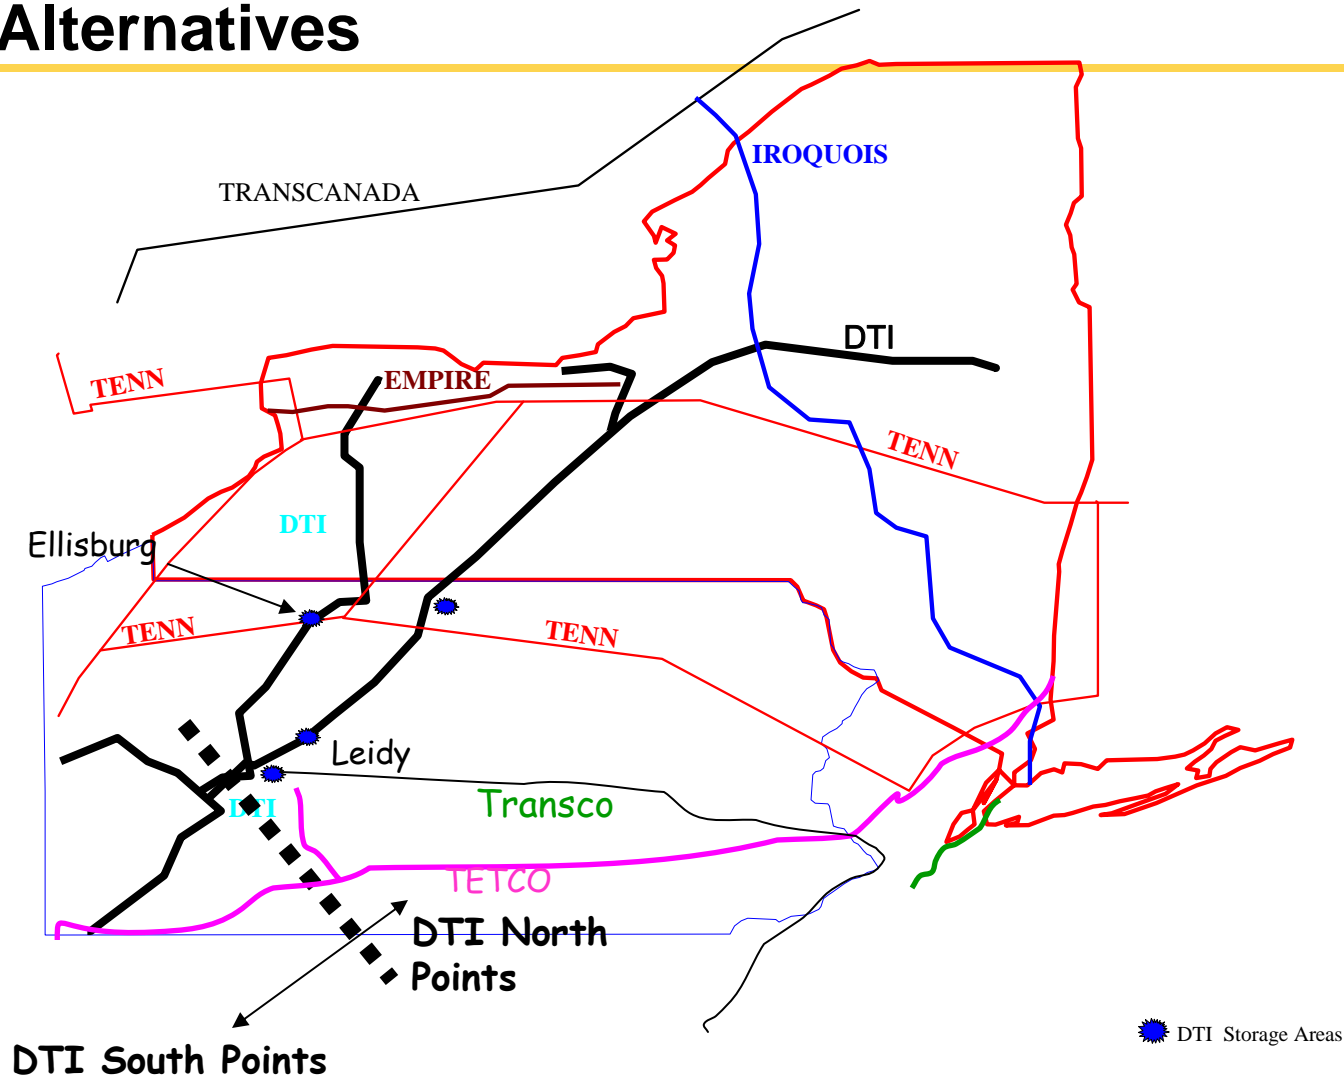 Alternatives
IROQUOIS
TRANSCANADA
DTI
TENN
EMPIRE
TENN
DTI
Ellisburg
TENN
TENN
Leidy
DTI
Transco
TETCO
DTI North
Points
DTI Storage Areas
DTI South Points